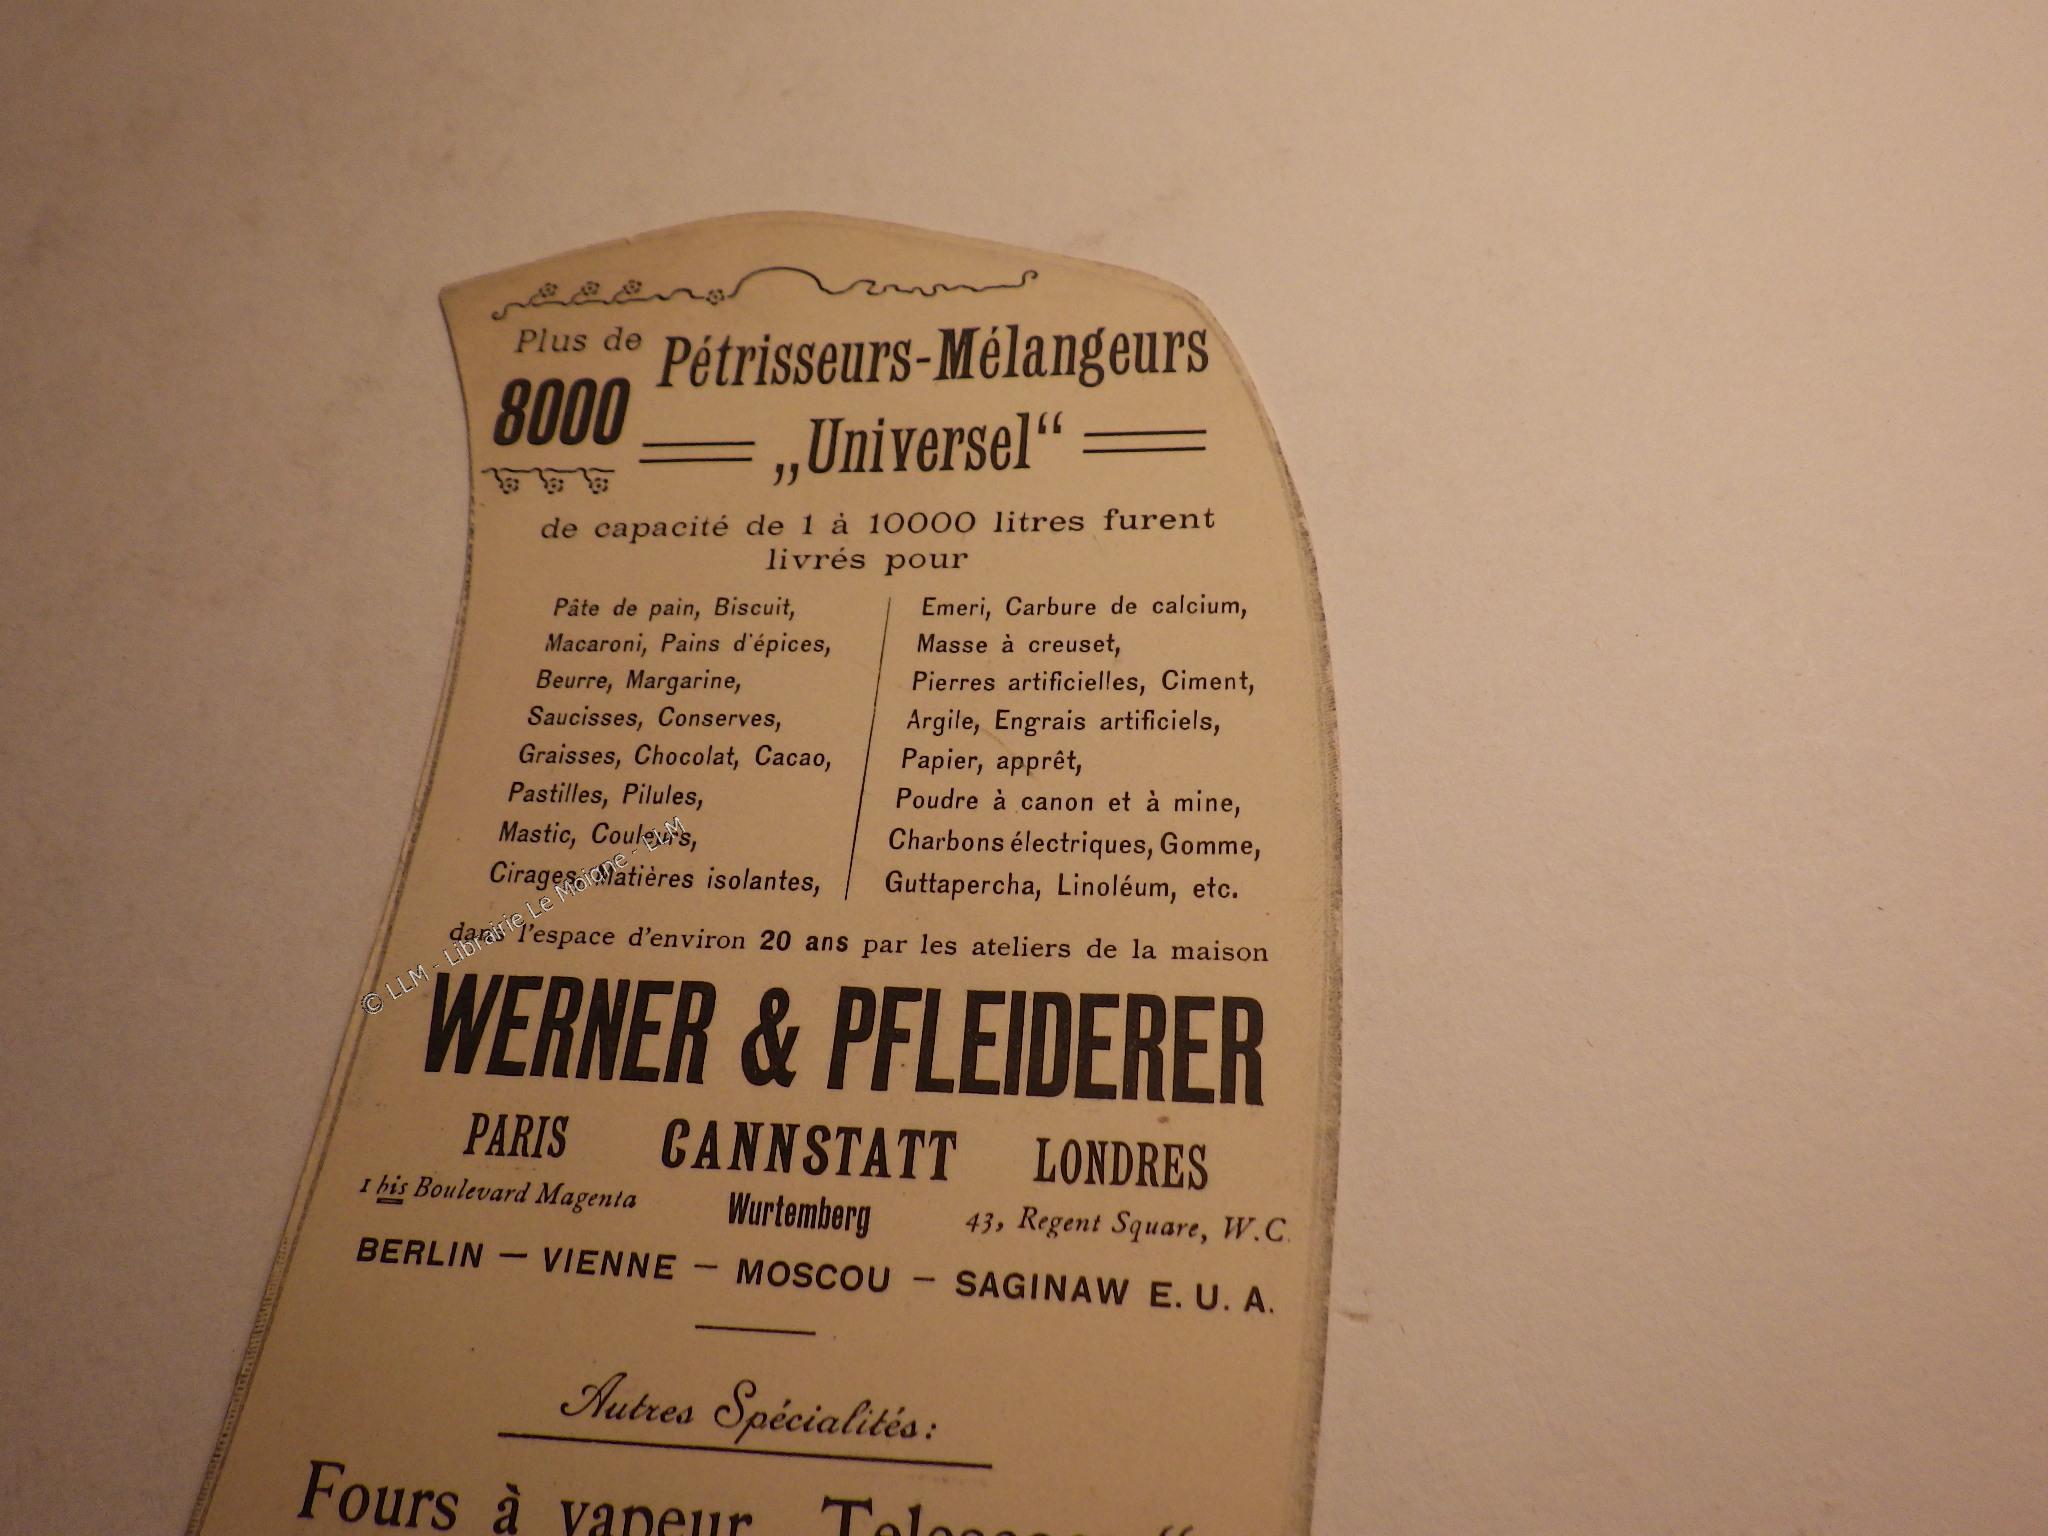 Plus de
8000
Pétrisseurs-Mélangeurs
„Universel“
de capacité de 1 à 10000 litres furent
livrés pour
Pâte de pain, Biscuit,
Macaroni, Pains d'épices,
Beurre, Margarine,
Saucisses, Conserves,
Graisses, Chocolat, Cacao,
Pastilles, Pilules,
Mastic, Couleurs,
Cirages, Matières isolantes,
Emeri, Carbure de calcium,
Masse à creuset,
Pierres artificielles, Ciment,
Argile, Engrais artificiels,
Papier, apprêt,
Poudre à canon et à mine,
Charbons électriques, Gomme,
Guttapercha, Linoléum, etc.
dans l'espace d'environ 20 ans par les ateliers de la maison
WERNER & PFLEIDERER
PARIS
1 bis Boulevard Magenta
CANNSTATT
Wurtemberg
LONDRES
43, Regent Square, W.C.
BERLIN — VIENNE — MOSCOU — SAGINAW E. U. A.
Autres Spécialités:
Fours à vapeur
© LLM - Librairie Le Moigne - LLM